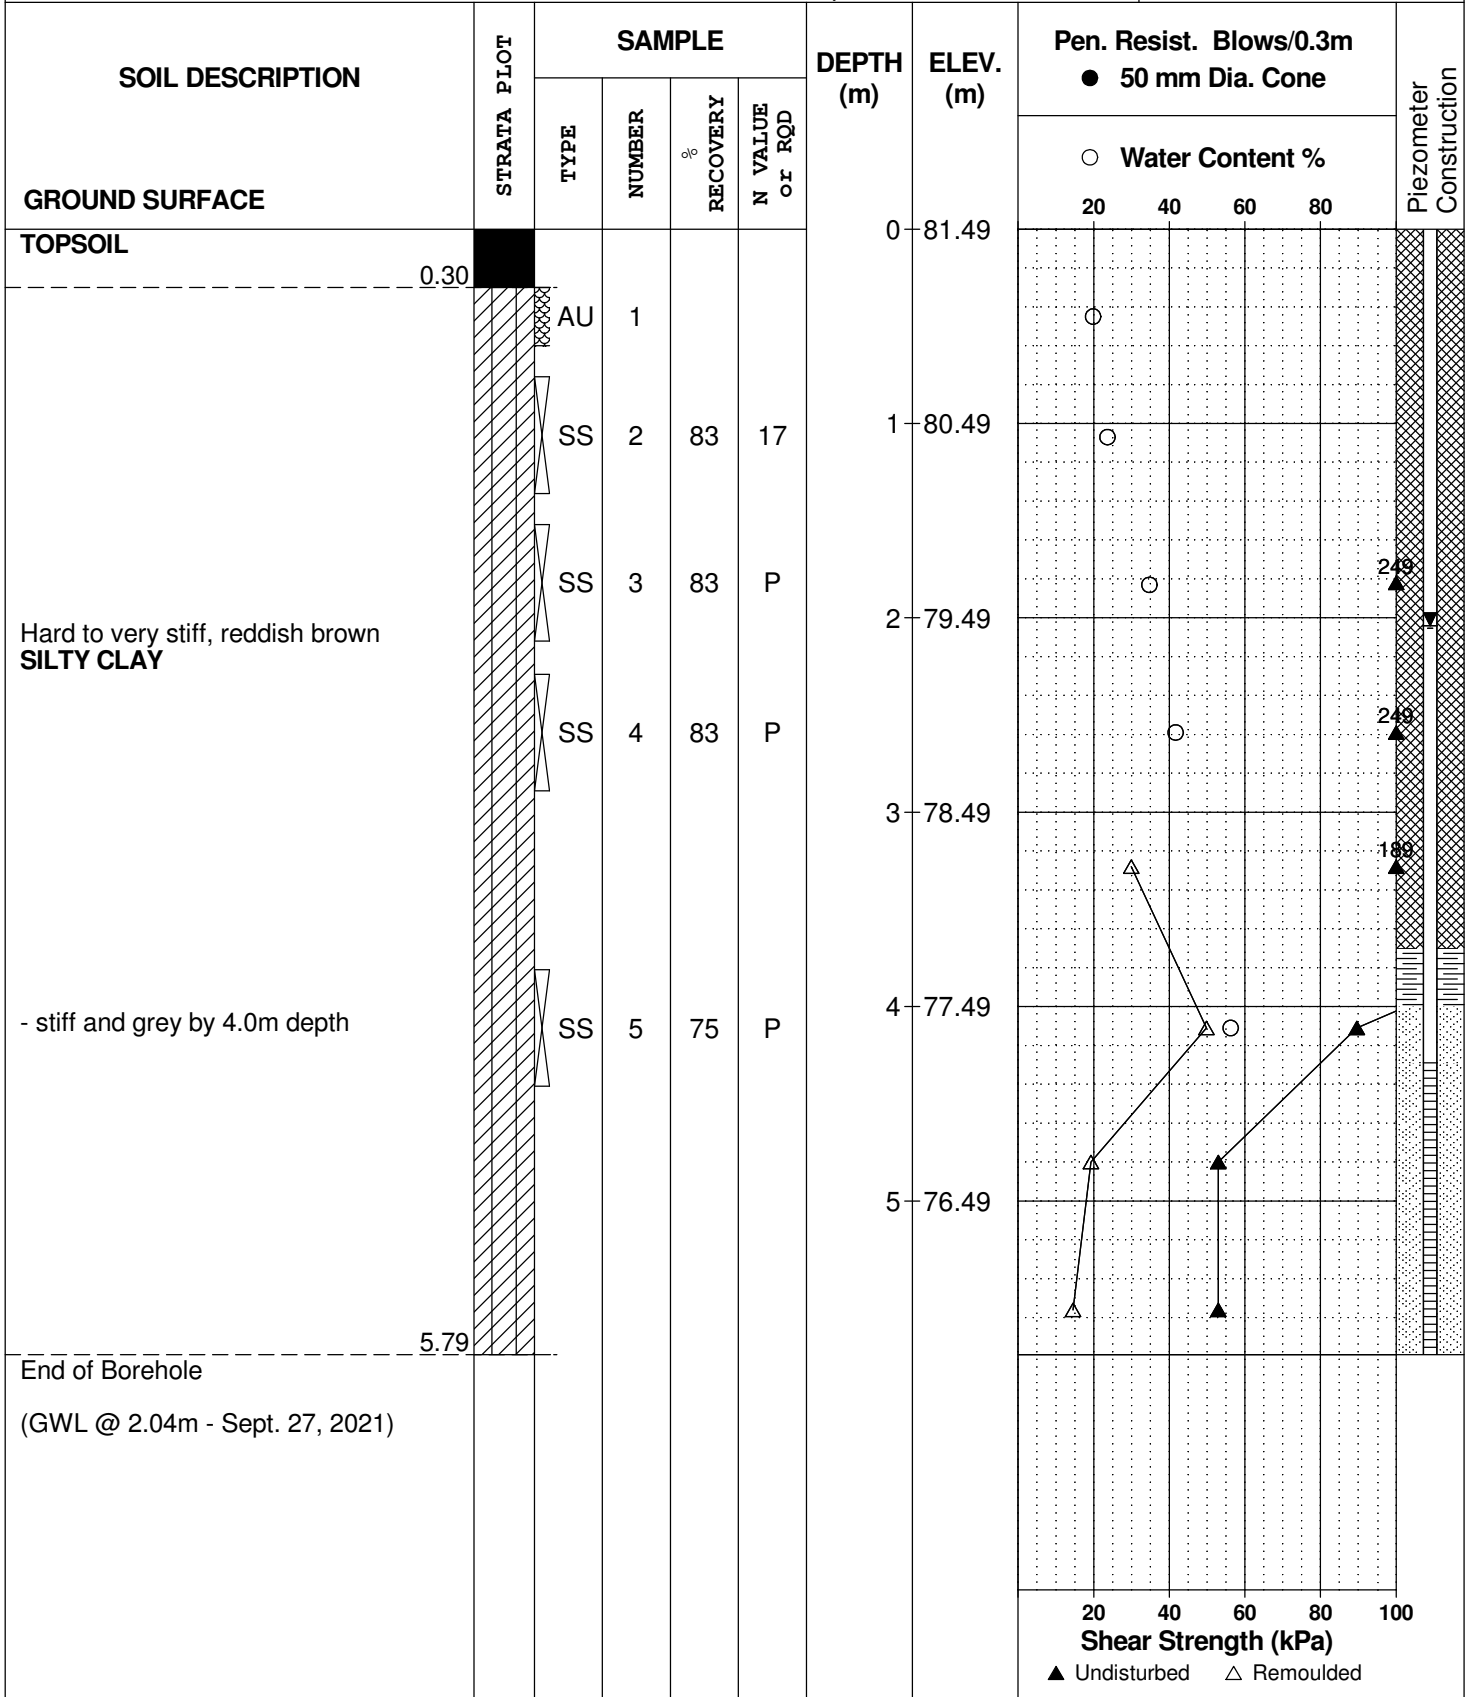 SOIL DESCRIPTION
GROUND SURFACE
STRATA PLOT
SAMPLE
TYPE
NUMBER
%
RECOVERY
N VALUE
or RQD
DEPTH
(m)
ELEV.
(m)
Pen. Resist. Blows/0.3m
● 50 mm Dia. Cone
○ Water Content %
20 40 60 80
Piezometer
Construction
TOPSOIL
0.30
0 81.49
AU 1
SS 2 83 17
1 80.49
SS 3 83 P
249
2 79.49
Hard to very stiff, reddish brown
SILTY CLAY
SS 4 83 P
249
3 78.49
189
4 77.49
- stiff and grey by 4.0m depth
SS 5 75 P
5 76.49
5.79
End of Borehole
(GWL @ 2.04m - Sept. 27, 2021)
20 40 60 80 100
Shear Strength (kPa)
▲ Undisturbed △ Remoulded